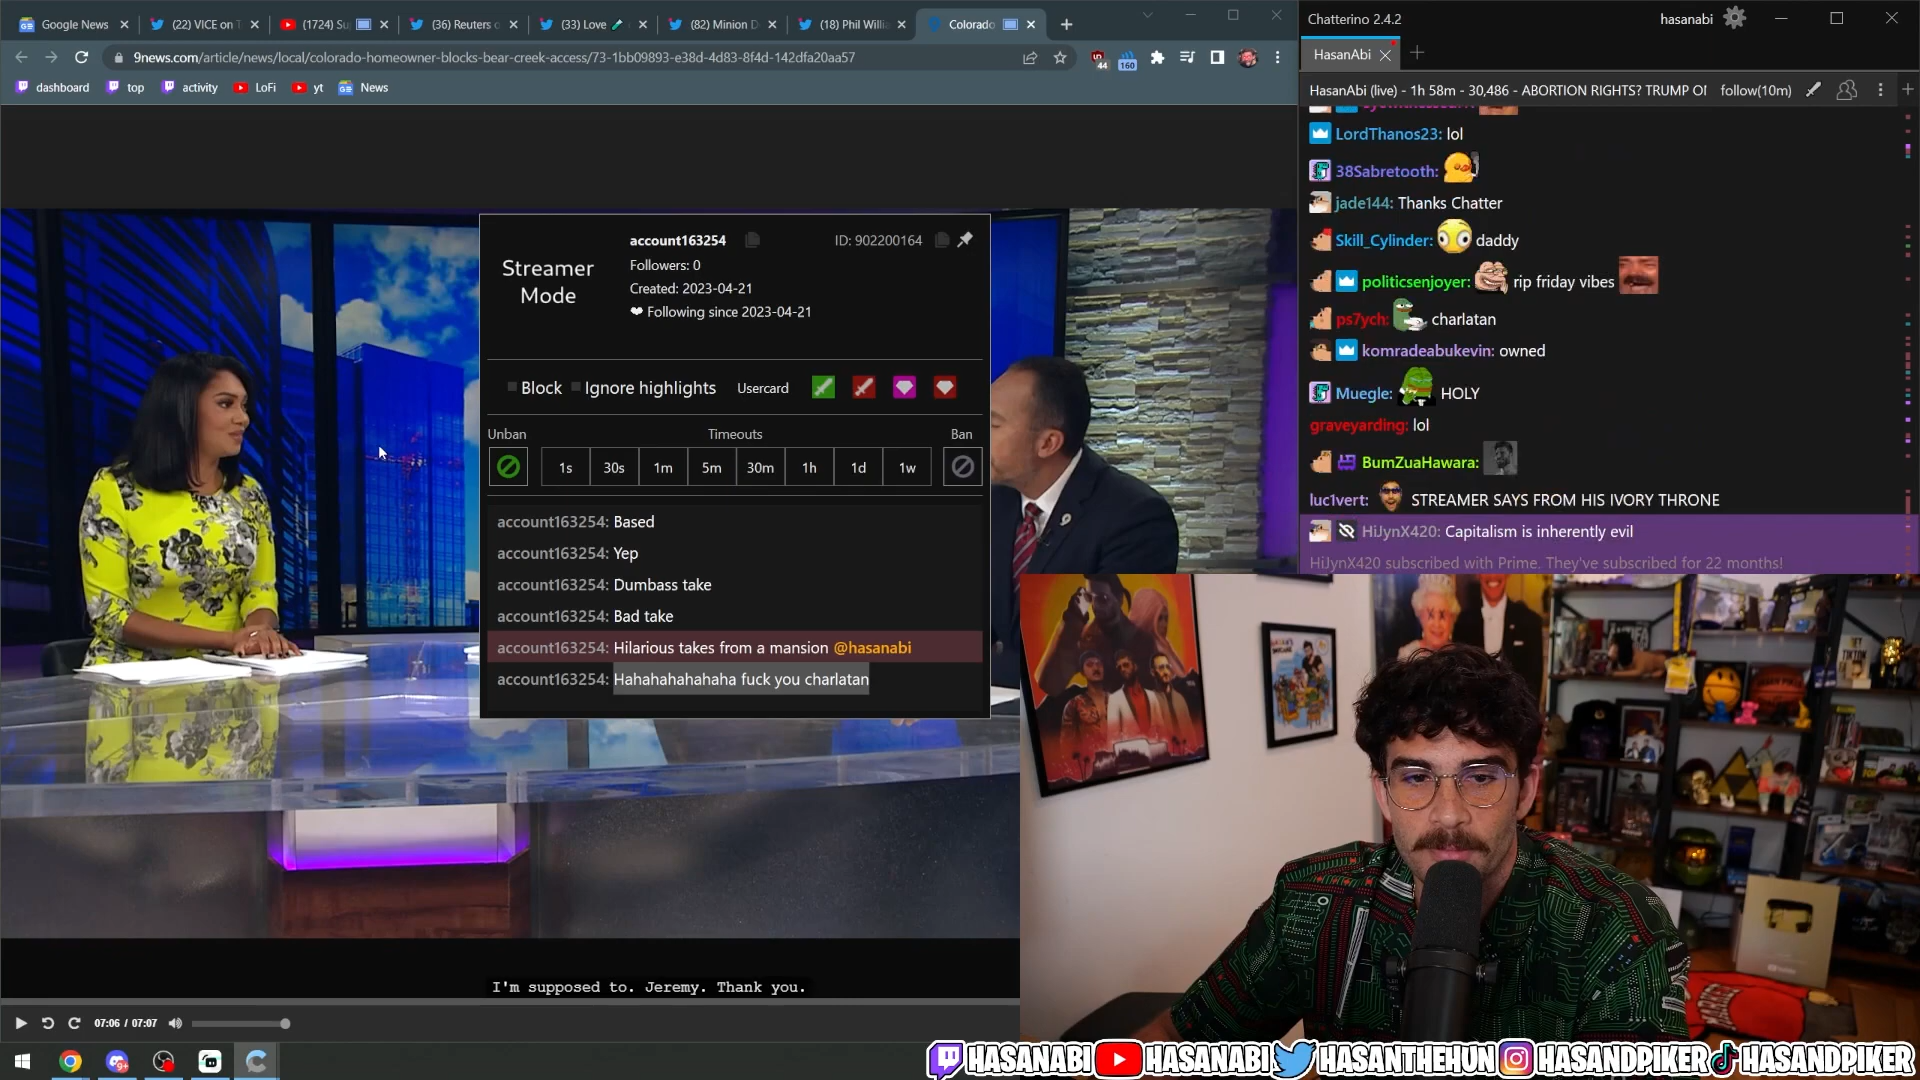 Google News
(22) VICE on T
(1724) Su
(36) Reuters o
(33) Love
(82) Minion D
(18) Phil Willia
Colorado
9news.com/article/news/local/colorado-homeowner-blocks-bear-creek-access/73-1bb09893-e38d-4d83-8f4d-142dfa20aa57
44
160
dashboard
top
activity
LoFi
yt
News
Streamer
Mode
account163254
ID: 902200164
Followers: 0
Created: 2023-04-21
Following since 2023-04-21
Block
Ignore highlights
Usercard
Unban
Timeouts
Ban
1s
30s
1m
5m
30m
1h
1d
1w
account163254: Based
account163254: Yep
account163254: Dumbass take
account163254: Bad take
account163254: Hilarious takes from a mansion @hasanabi
account163254: Hahahahahahaha fuck you charlatan
I'm supposed to. Jeremy. Thank you.
07:06 / 07:07
Chatterino 2.4.2
hasanabi
HasanAbi
HasanAbi (live) - 1h 58m - 30,486 - ABORTION RIGHTS? TRUMP OI
follow(10m)
LordThanos23: lol
38Sabretooth:
jade144: Thanks Chatter
Skill_Cylinder: daddy
politicsenjoyer: rip friday vibes
ps7ych: charlatan
komradeabukevin: owned
Muegle: HOLY
graveyarding: lol
BumZuaHawara:
luc1vert: STREAMER SAYS FROM HIS IVORY THRONE
HiJynX420: Capitalism is inherently evil
HiJynX420 subscribed with Prime. They've subscribed for 22 months!
HASANABI
HASANABI
HASANTHEHUN
HASANDPIKER
HASANDPIKER